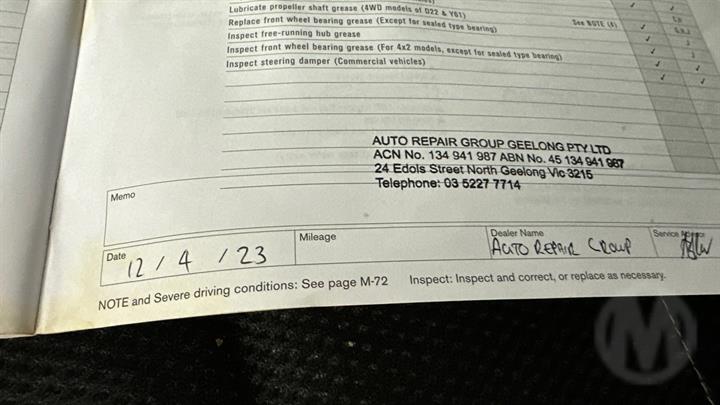 Lubricate propeller shaft grease (4WD models of D22 & Y61)
Replace front wheel bearing grease (Except for sealed type bearing) See NOTE (6)
Inspect free-running hub grease
Inspect front wheel bearing grease (For 4x2 models, except for sealed type bearing)
Inspect steering damper (Commercial vehicles)
AUTO REPAIR GROUP GEELONG PTY LTD
ACN No. 134 941 987 ABN No. 45 134 941 987
24 Edols Street North Geelong Vic 3215
Telephone: 03 5227 7714
Memo
Date 12 / 4 / 23
Mileage
Dealer Name
AUTO REPAIR GROUP
Service
NOTE and Severe driving conditions: See page M-72 Inspect: Inspect and correct, or replace as necessary.
M